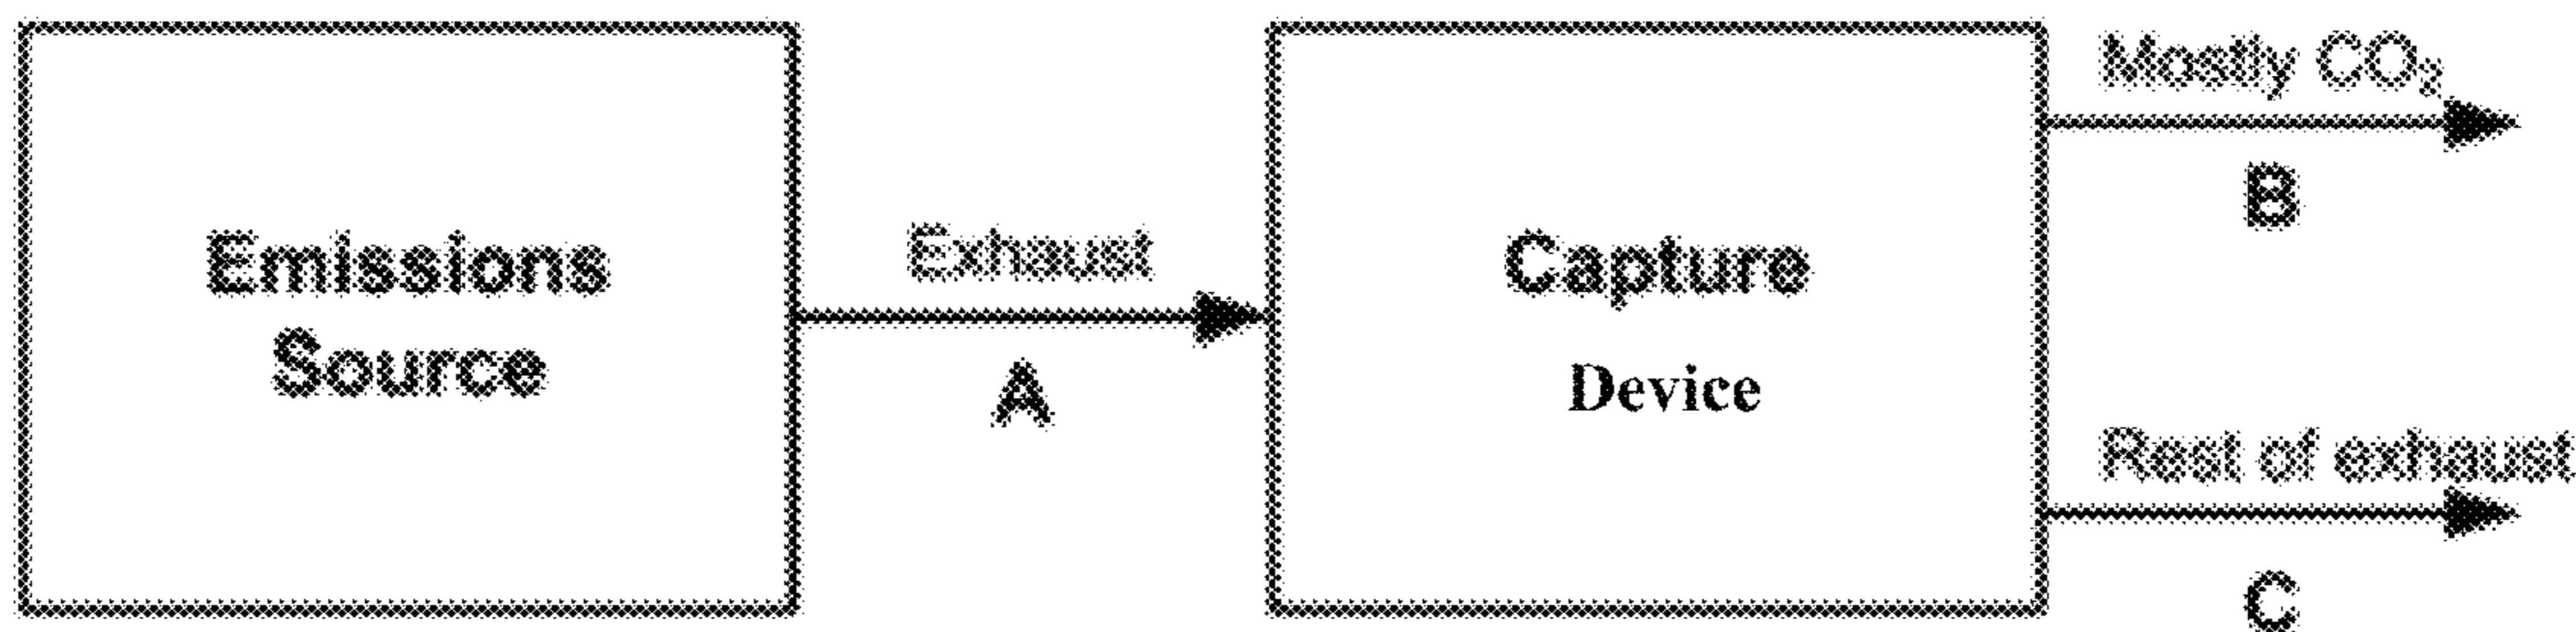 Emissions
Source
Exhaust
A
Capture
Device
Mostly CO₂
B
Rest of exhaust
C